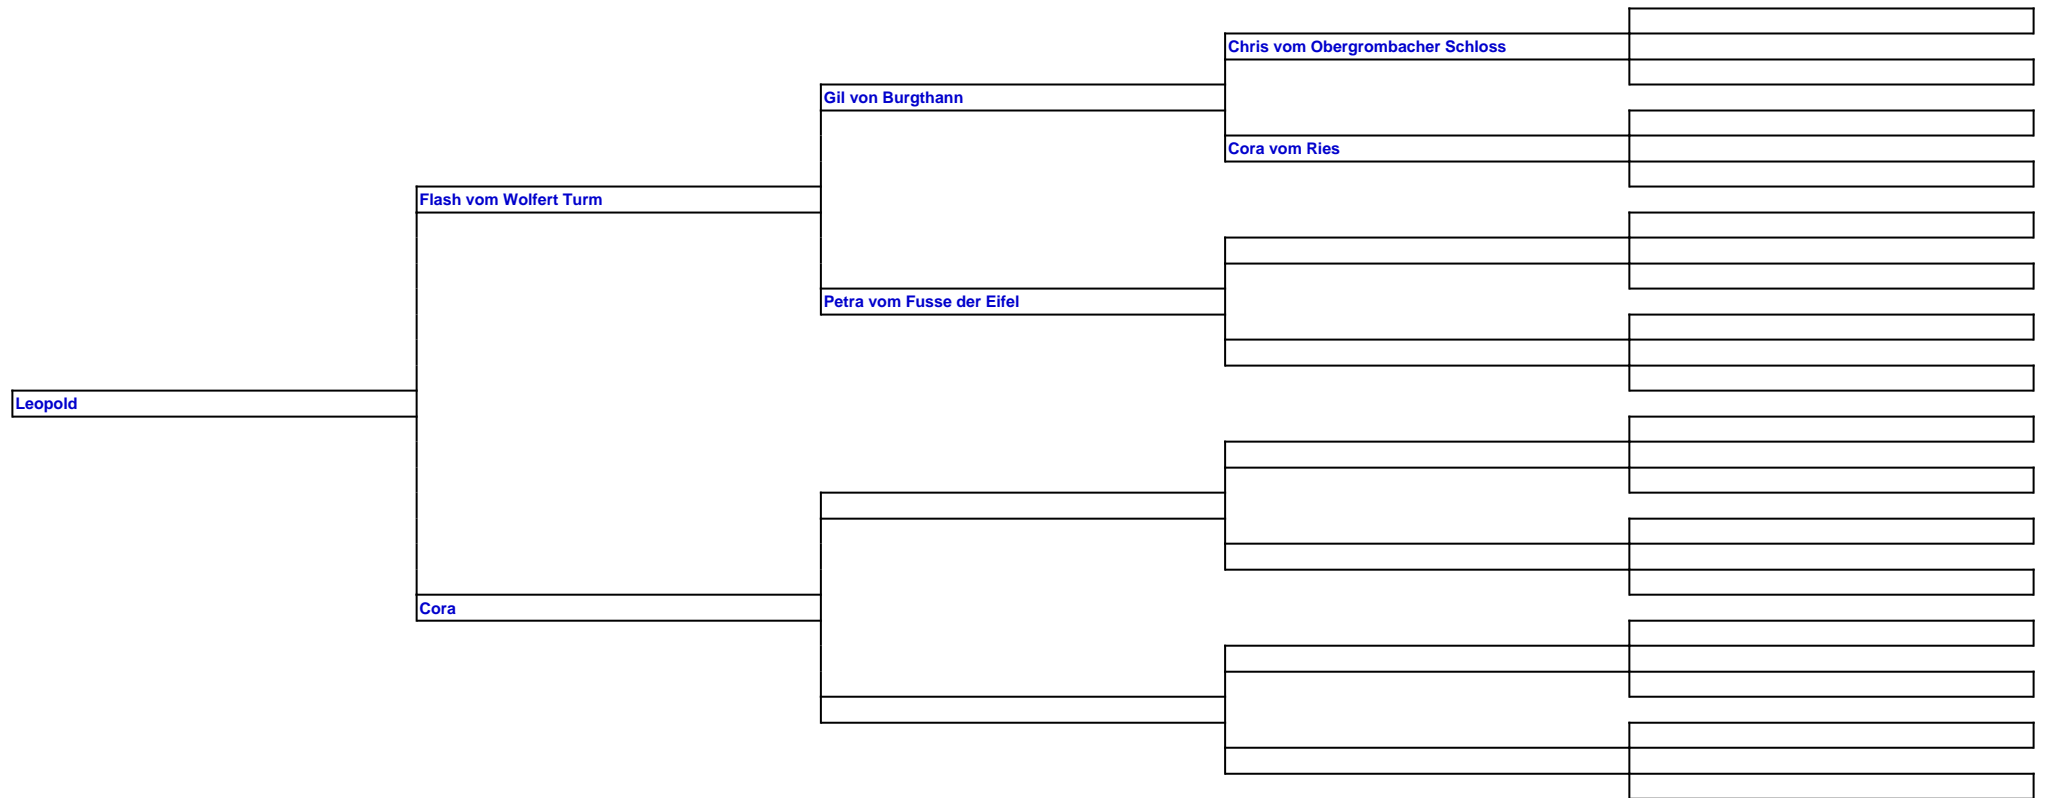 Chris vom Obergrombacher Schloss
Gil von Burgthann
Cora vom Ries
Flash vom Wolfert Turm
Petra vom Fusse der Eifel
Leopold
Cora